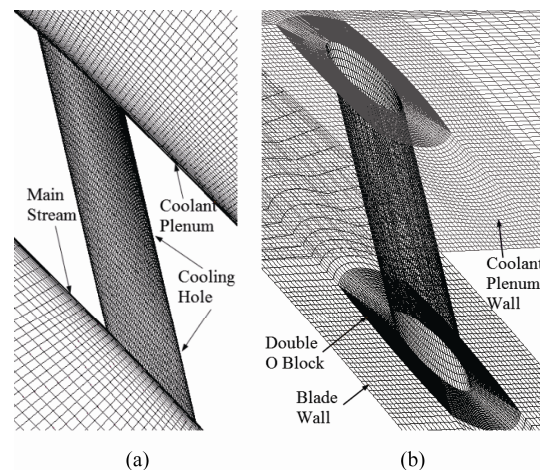 Main
Stream
Coolant
Plenum
Cooling
Hole
(a)
Coolant
Plenum
Wall
Double
O Block
Blade
Wall
(b)